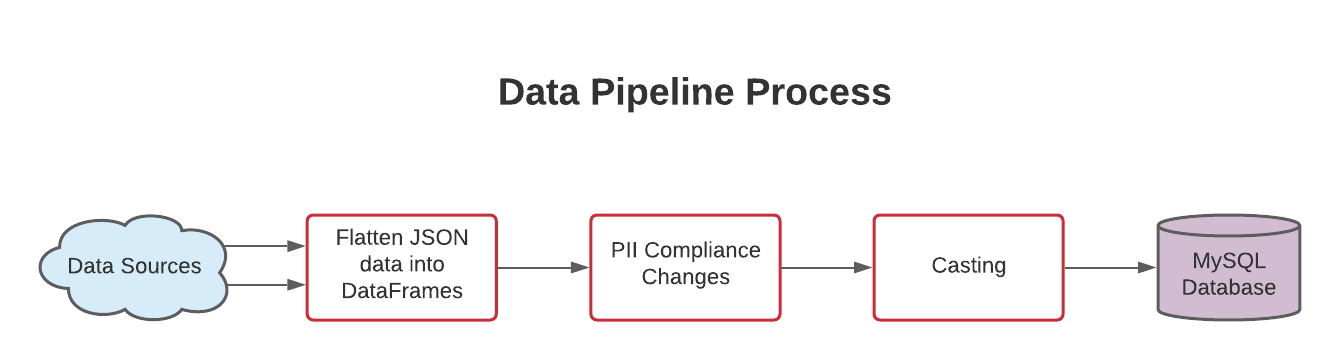 Data Pipeline Process
Data Sources
Flatten JSON
data into
DataFrames
PII Compliance
Changes
Casting
MySQL
Database